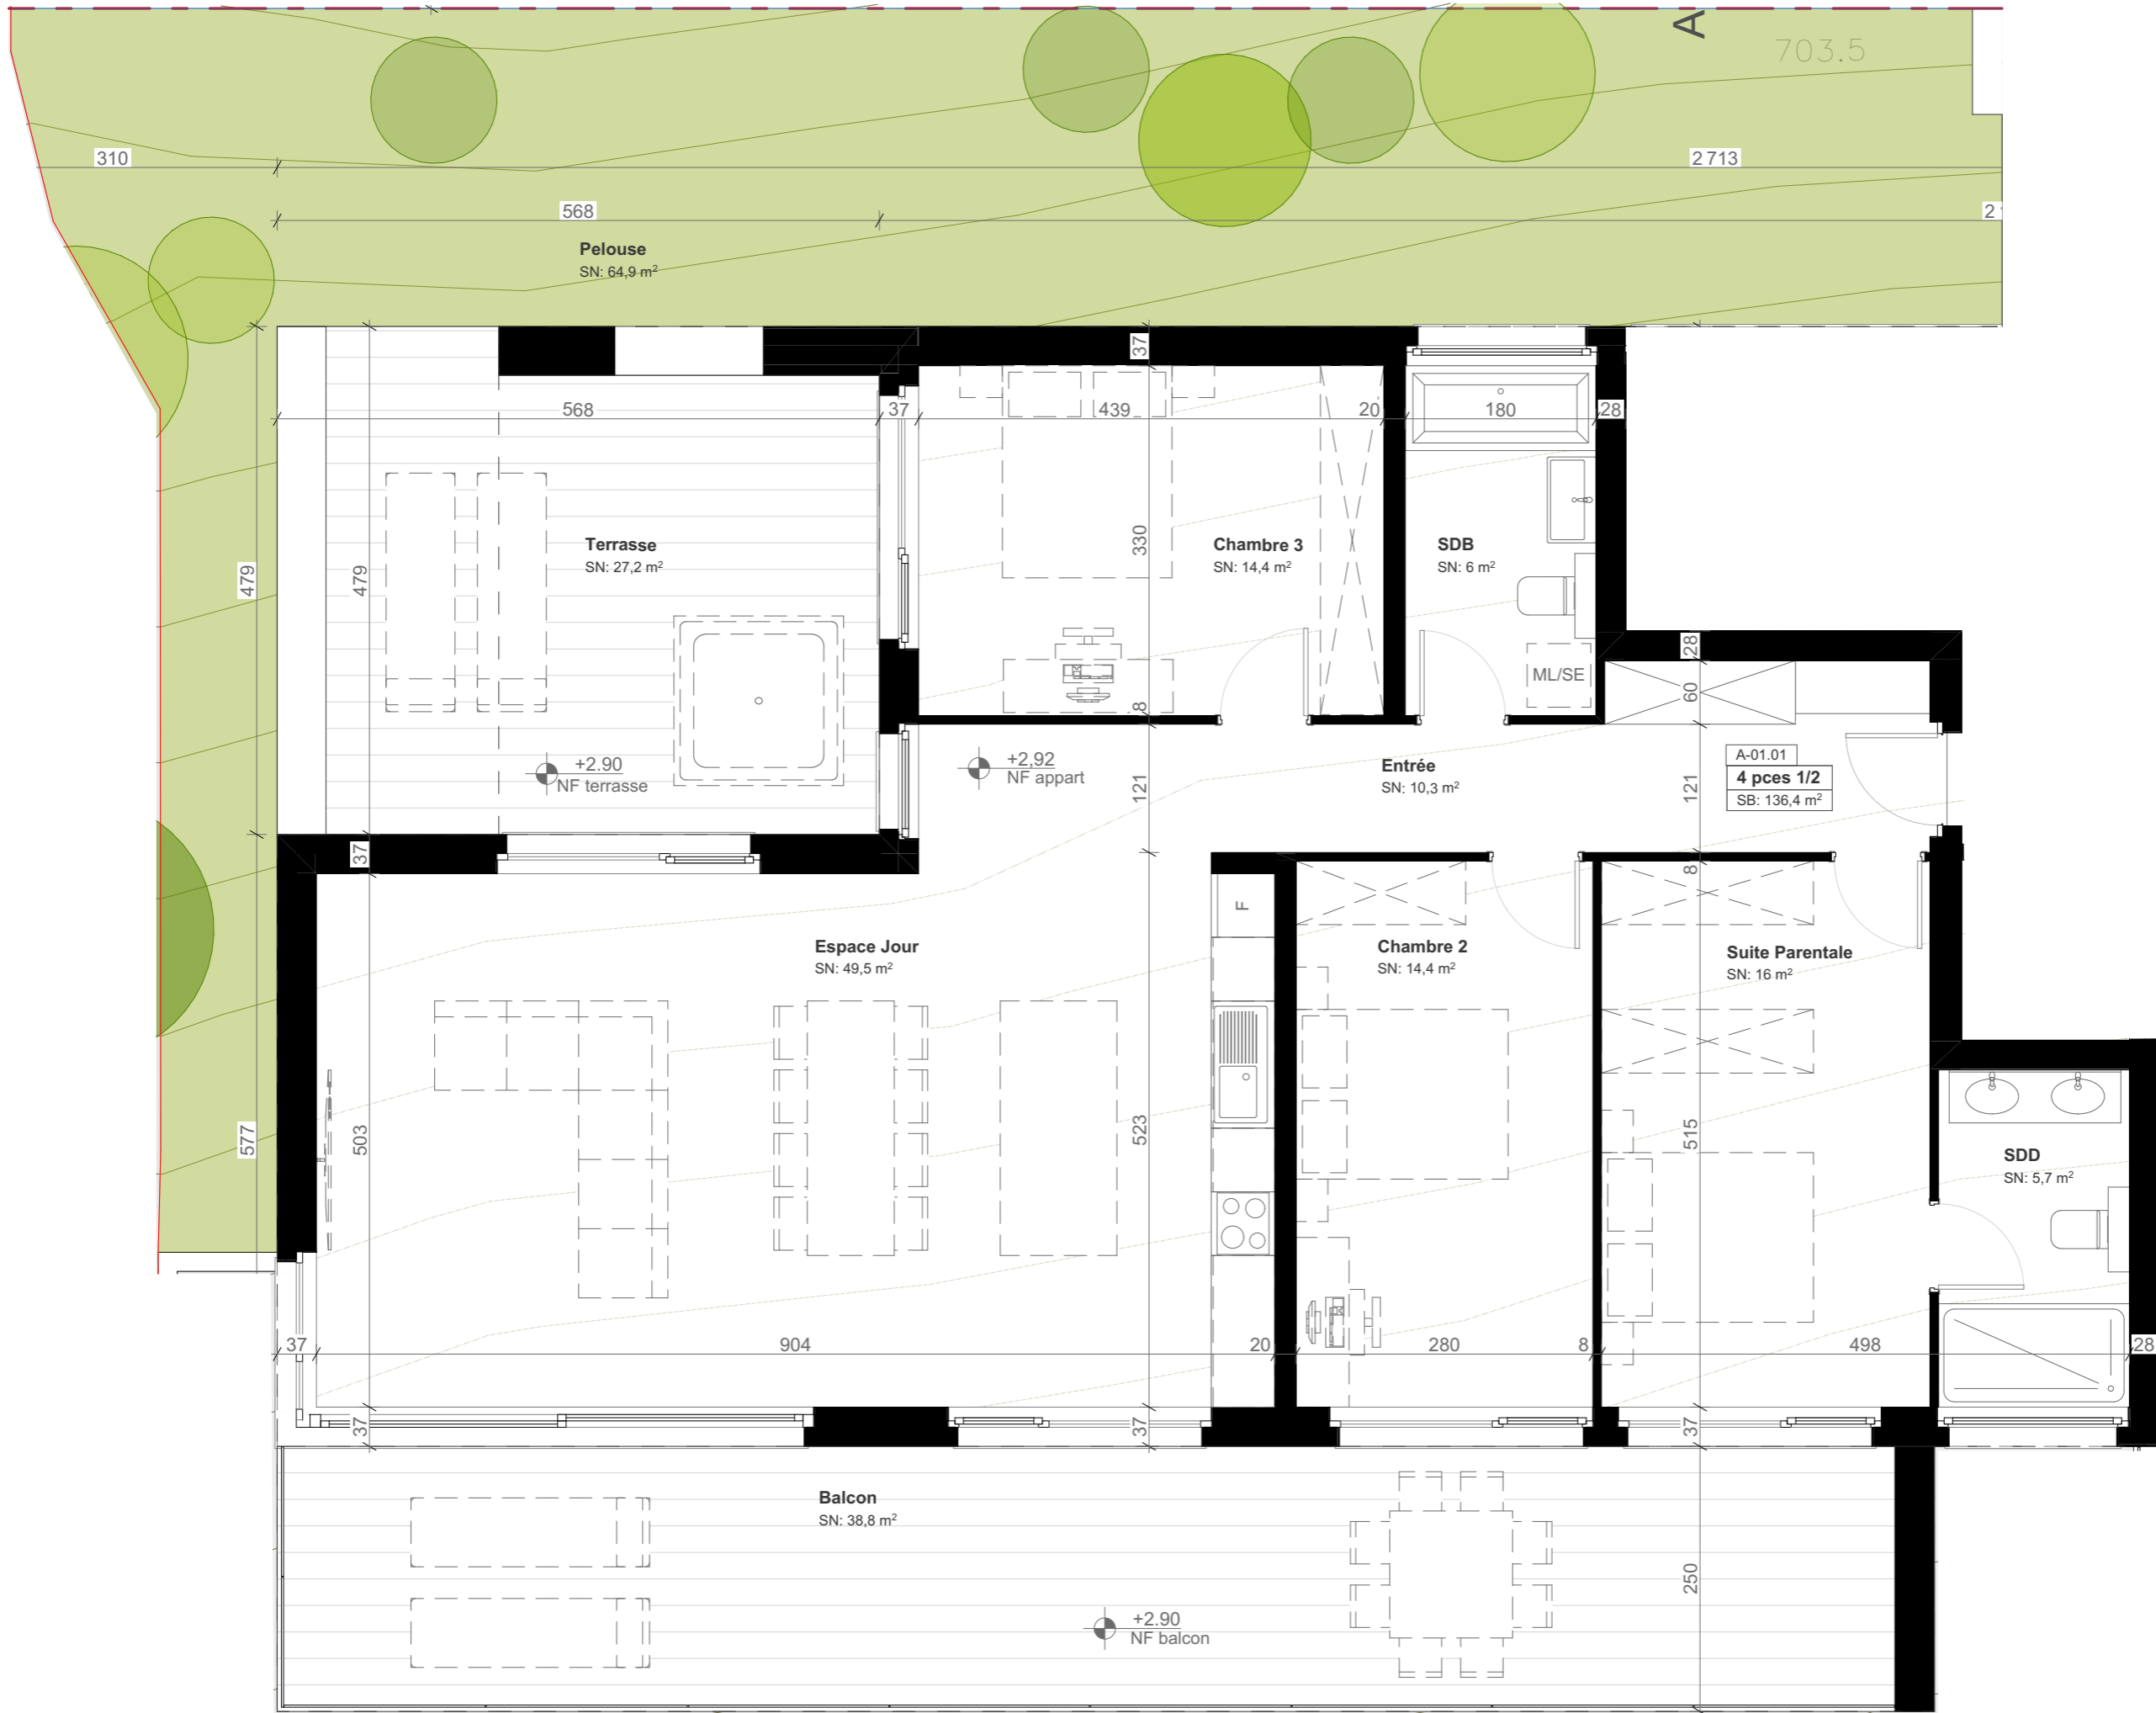 A
703.5
310
2 713
568
2
Pelouse
SN: 64,9 m²
37
568
37
439
20
180
28
479
479
330
Terrasse
SN: 27,2 m²
Chambre 3
SN: 14,4 m²
SDB
SN: 6 m²
28
ML/SE
60
8
+2.90
NF terrasse
+2,92
NF appart
121
Entrée
SN: 10,3 m²
121
A-01.01
4 pces 1/2
SB: 136,4 m²
37
8
F
Espace Jour
SN: 49,5 m²
Chambre 2
SN: 14,4 m²
Suite Parentale
SN: 16 m²
577
503
523
515
SDD
SN: 5,7 m²
37
904
20
280
8
498
28
37
37
37
Balcon
SN: 38,8 m²
250
+2.90
NF balcon